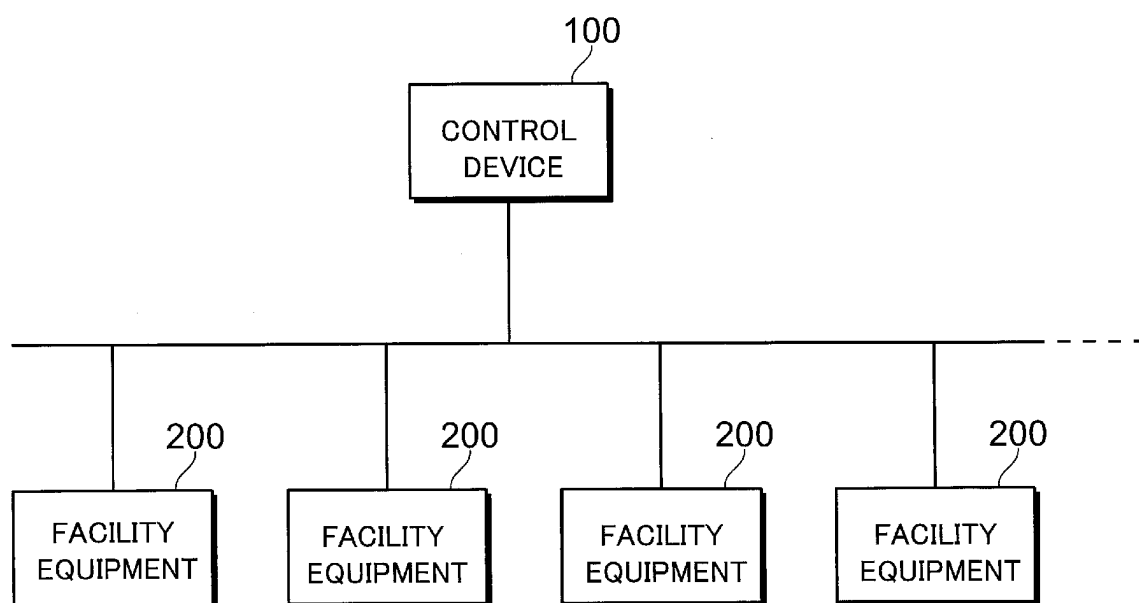 100
CONTROL
DEVICE
200
200
200
200
FACILITY
EQUIPMENT
FACILITY
EQUIPMENT
FACILITY
EQUIPMENT
FACILITY
EQUIPMENT